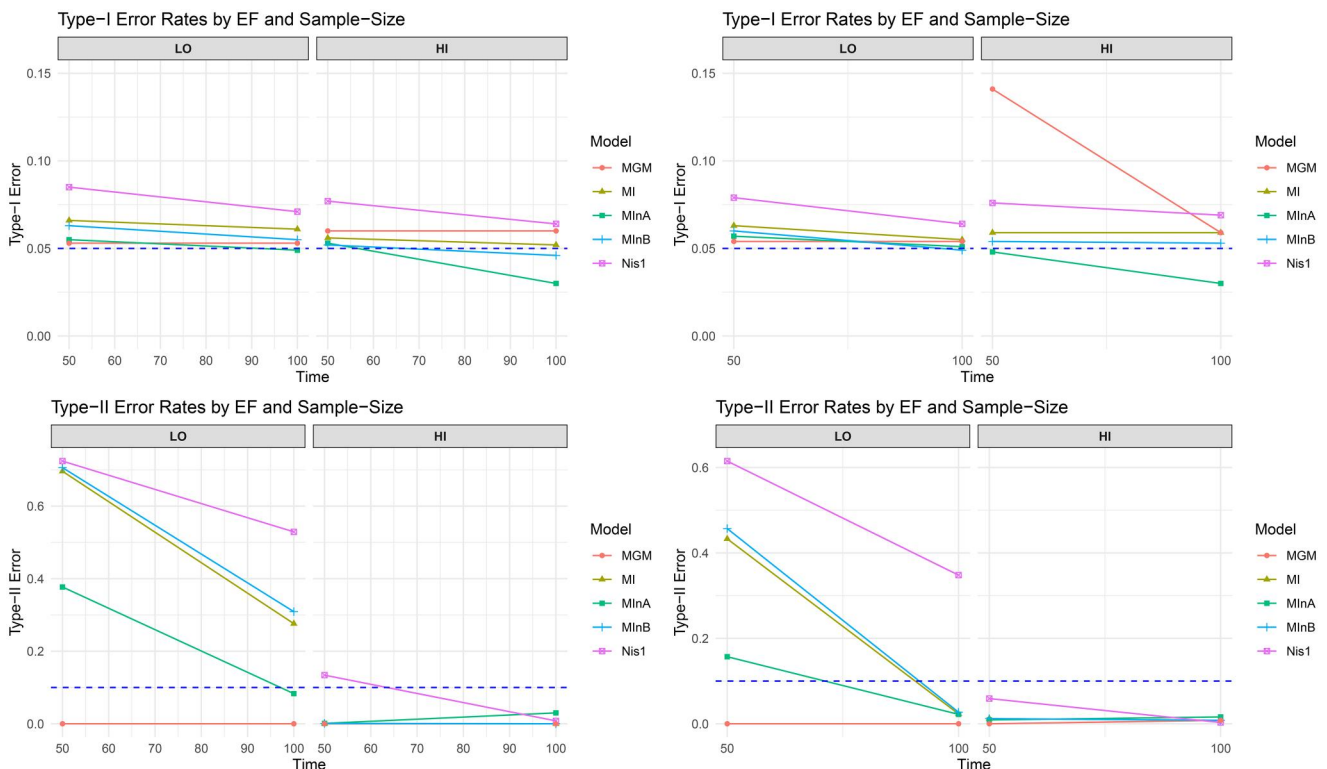 Type−I Error Rates by EF and Sample−Size
LO HI
0.15
0.10
0.05
0.00
Type−I Error
50 60 70 80 90 100 50 60 70 80 90 100
Time
Model
MGM
MI
MInA
MInB
Nis1
Type−I Error Rates by EF and Sample−Size
LO HI
0.15
0.10
0.05
0.00
Type−I Error
50 100 50 100
Time
Model
MGM
MI
MInA
MInB
Nis1
Type−II Error Rates by EF and Sample−Size
LO HI
0.6
0.4
0.2
0.0
Type−II Error
50 60 70 80 90 100 50 60 70 80 90 100
Time
Model
MGM
MI
MInA
MInB
Nis1
Type−II Error Rates by EF and Sample−Size
LO HI
0.6
0.4
0.2
0.0
Type−II Error
50 100 50 100
Time
Model
MGM
MI
MInA
MInB
Nis1